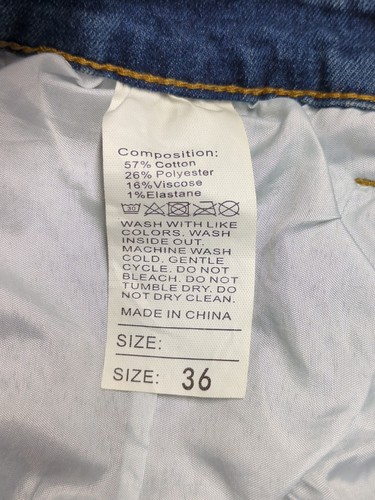 Composition:
57% Cotton
26% Polyester
16%Viscose
1%Elastane
30
WASH WITH LIKE
COLORS. WASH
INSIDE OUT.
MACHINE WASH
COLD. GENTLE
CYCLE. DO NOT
BLEACH. DO NOT
TUMBLE DRY. DO
NOT DRY CLEAN.
MADE IN CHINA
SIZE:
SIZE: 36